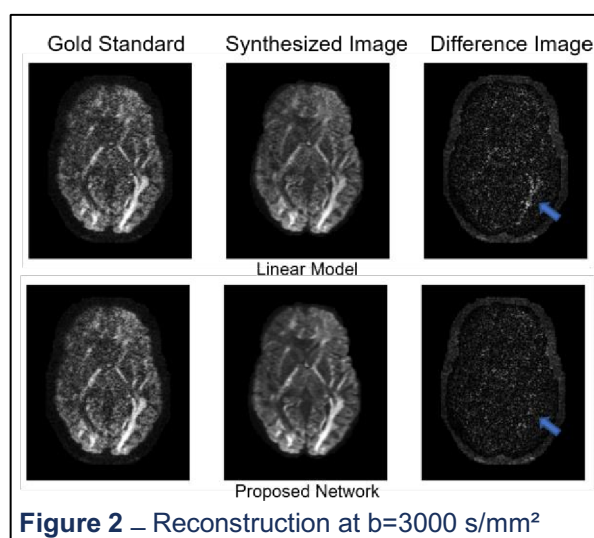 Gold Standard Synthesized Image Difference Image
Linear Model
Proposed Network
Figure 2 – Reconstruction at b=3000 s/mm²